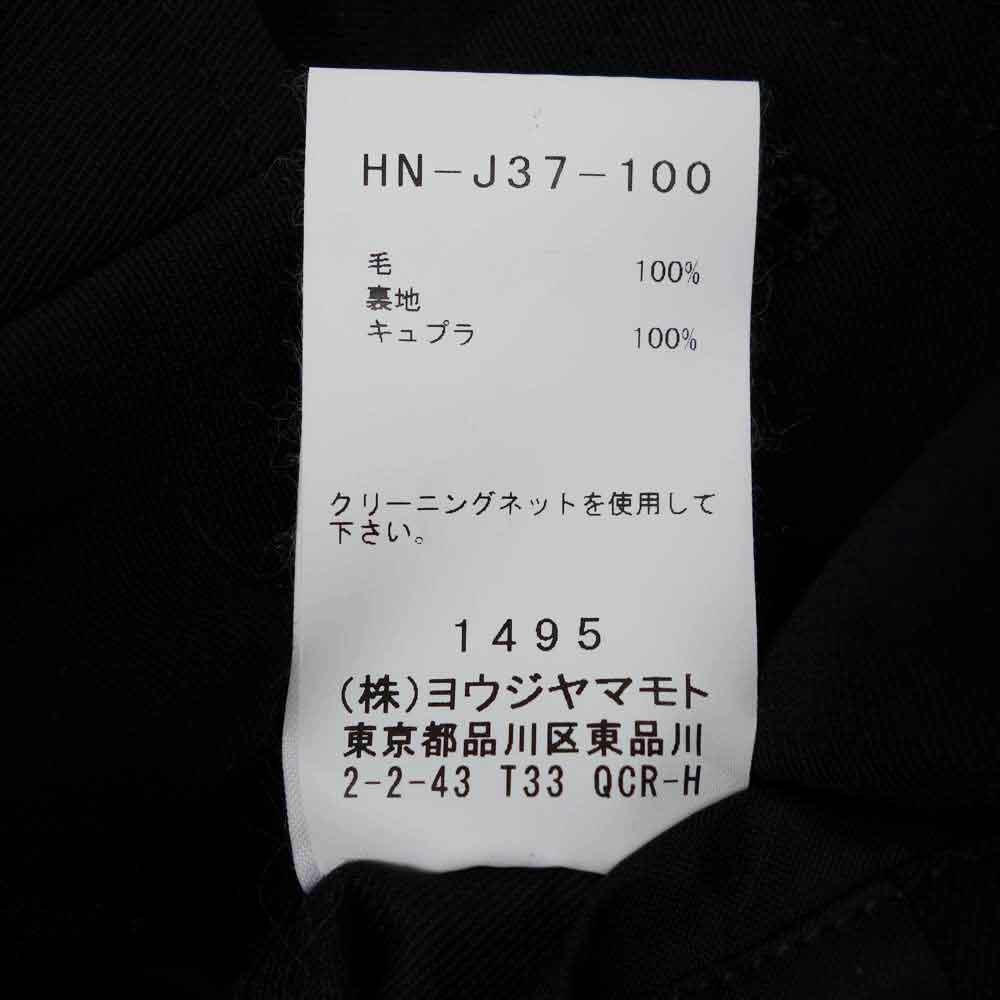 HN-J37-100
毛 100%
裏地
キュプラ 100%
クリーニングネットを使用して
下さい。
1495
(株)ヨウジヤマモト
東京都品川区東品川
2-2-43 T33 QCR-H